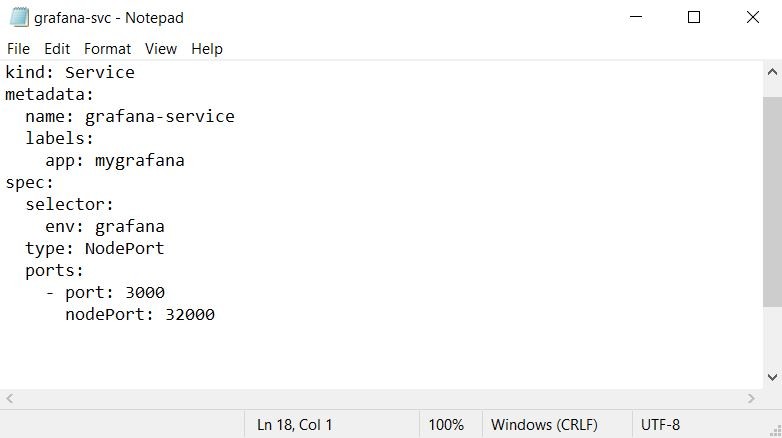 grafana-svc - Notepad
File Edit Format View Help
kind: Service
metadata:
  name: grafana-service
  labels:
    app: mygrafana
spec:
  selector:
    env: grafana
  type: NodePort
  ports:
    - port: 3000
      nodePort: 32000
Ln 18, Col 1 100% Windows (CRLF) UTF-8